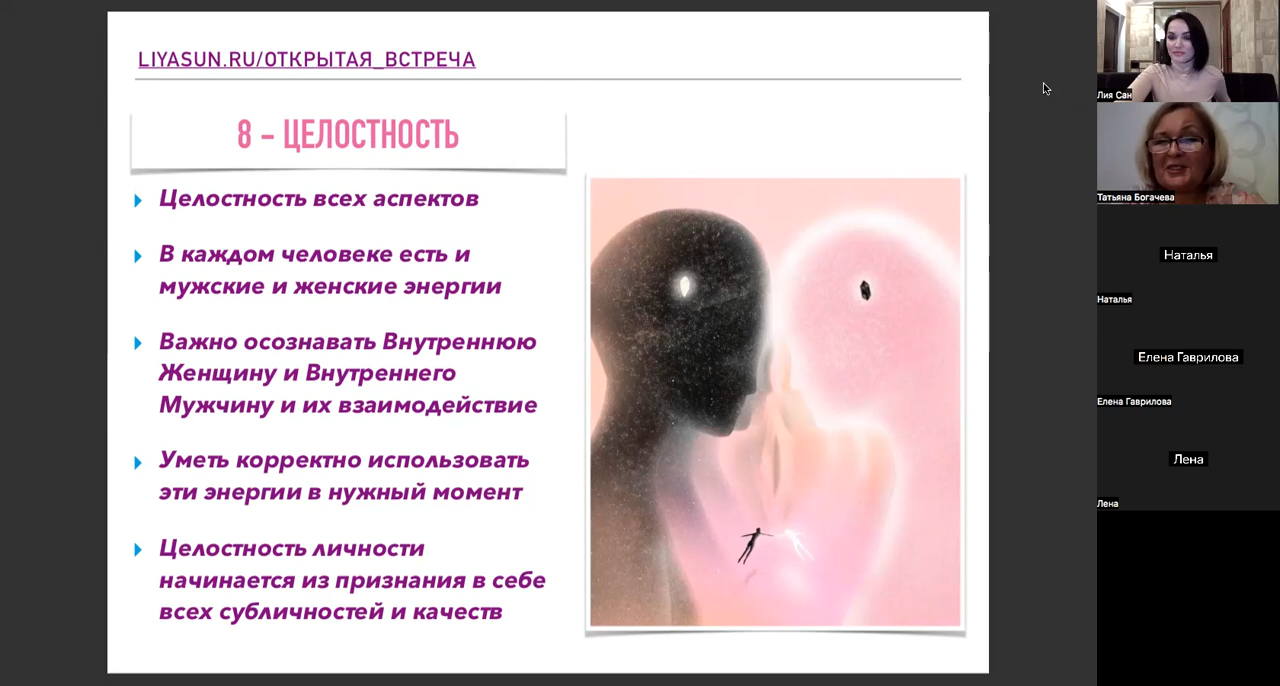 LIYASUN.RU/ОТКРЫТАЯ_ВСТРЕЧА
8 – ЦЕЛОСТНОСТЬ
Целостность всех аспектов
В каждом человеке есть и
мужские и женские энергии
Важно осознавать Внутреннюю
Женщину и Внутреннего
Мужчину и их взаимодействие
Уметь корректно использовать
эти энергии в нужный момент
Целостность личности
начинается из признания в себе
всех субличностей и качеств
Лия Сан
Татьяна Богачева
Наталья
Наталья
Елена Гаврилова
Елена Гаврилова
Лена
Лена